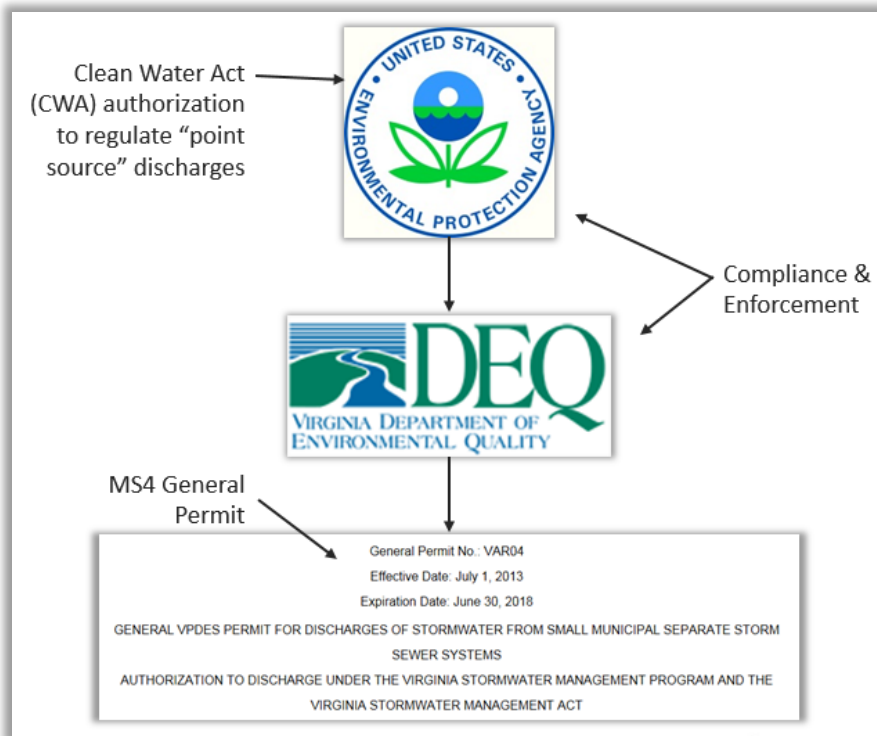 Clean Water Act
(CWA) authorization
to regulate “point
source” discharges
UNITED STATES
ENVIRONMENTAL PROTECTION AGENCY
Compliance &
Enforcement
DEQ
VIRGINIA DEPARTMENT OF
ENVIRONMENTAL QUALITY
MS4 General
Permit
General Permit No.: VAR04
Effective Date: July 1, 2013
Expiration Date: June 30, 2018
GENERAL VPDES PERMIT FOR DISCHARGES OF STORMWATER FROM SMALL MUNICIPAL SEPARATE STORM
SEWER SYSTEMS
AUTHORIZATION TO DISCHARGE UNDER THE VIRGINIA STORMWATER MANAGEMENT PROGRAM AND THE
VIRGINIA STORMWATER MANAGEMENT ACT